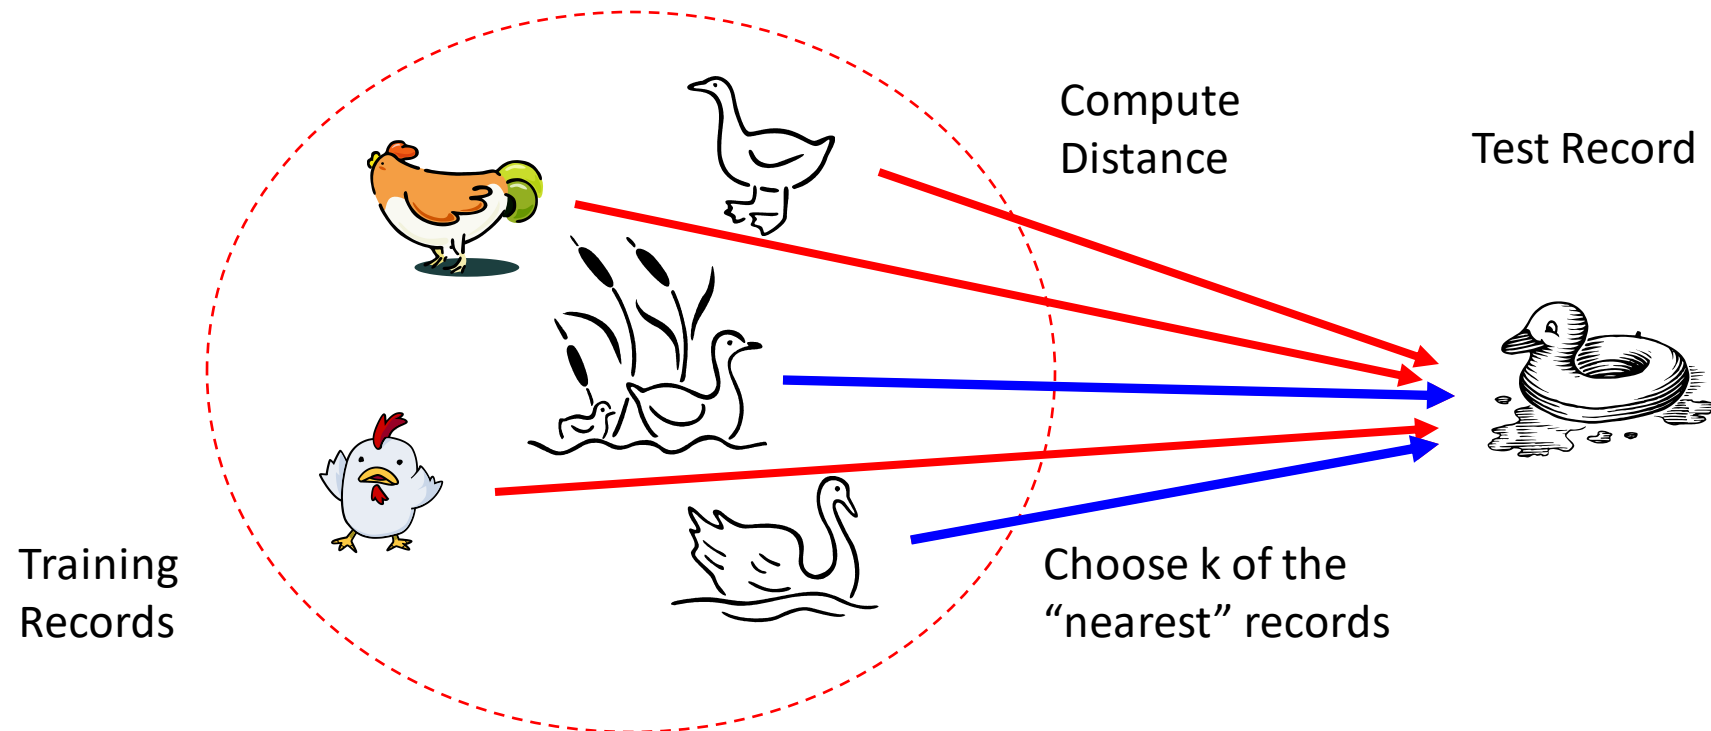 Compute
Distance
Test Record
Training
Records
Choose k of the
“nearest” records